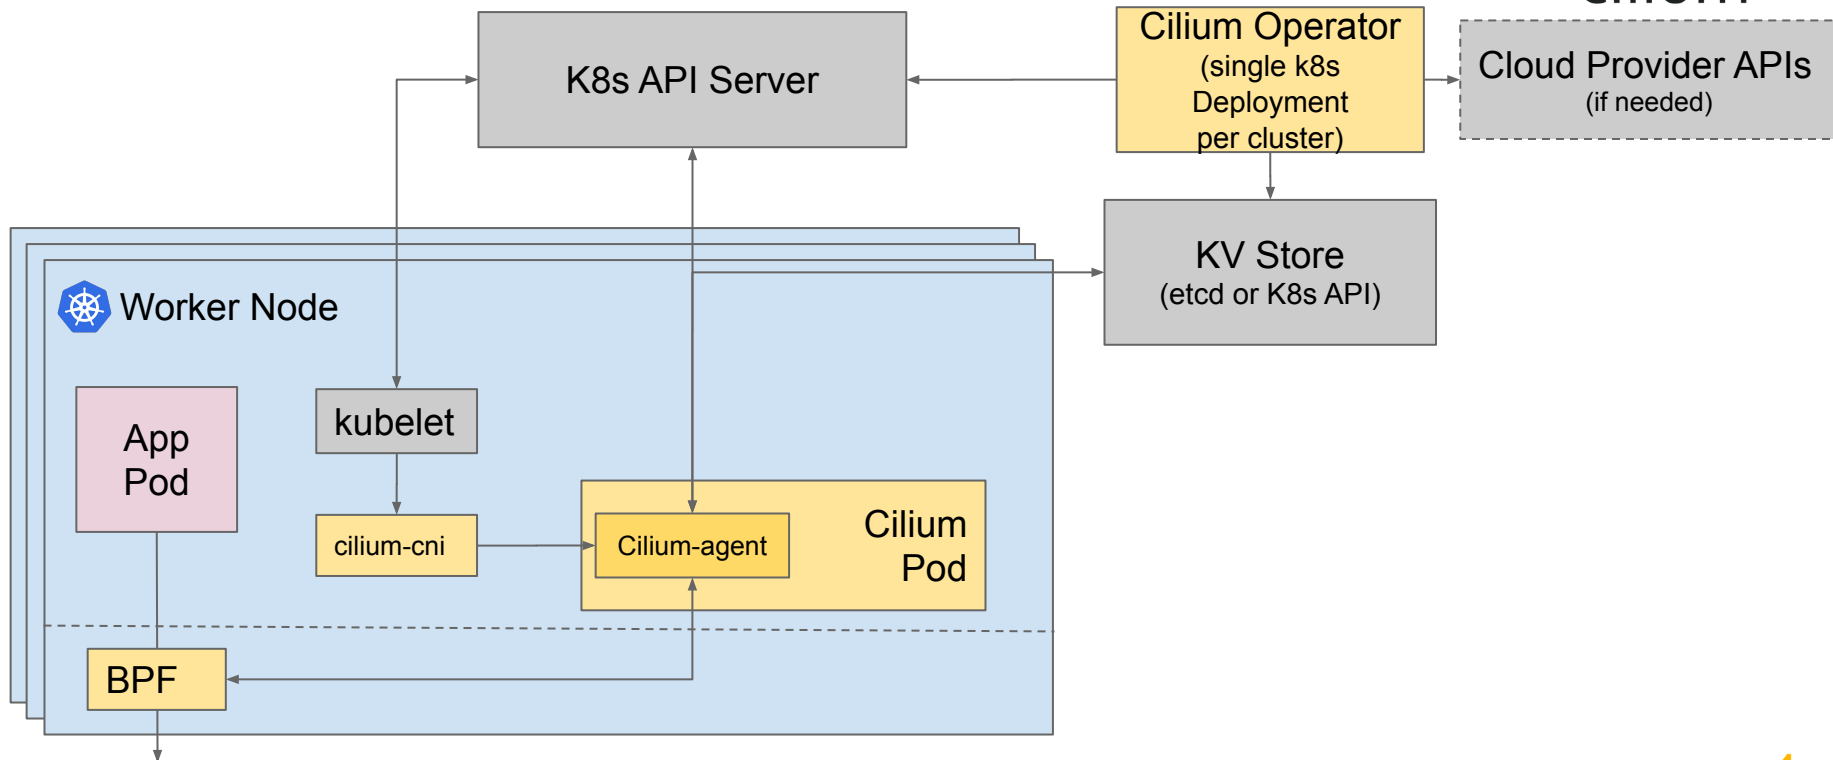 K8s API Server
Cilium Operator
(single k8s
Deployment
per cluster)
Cloud Provider APIs
(if needed)
KV Store
(etcd or K8s API)
Worker Node
App
Pod
kubelet
cilium-cni
Cilium-agent
Cilium
Pod
BPF